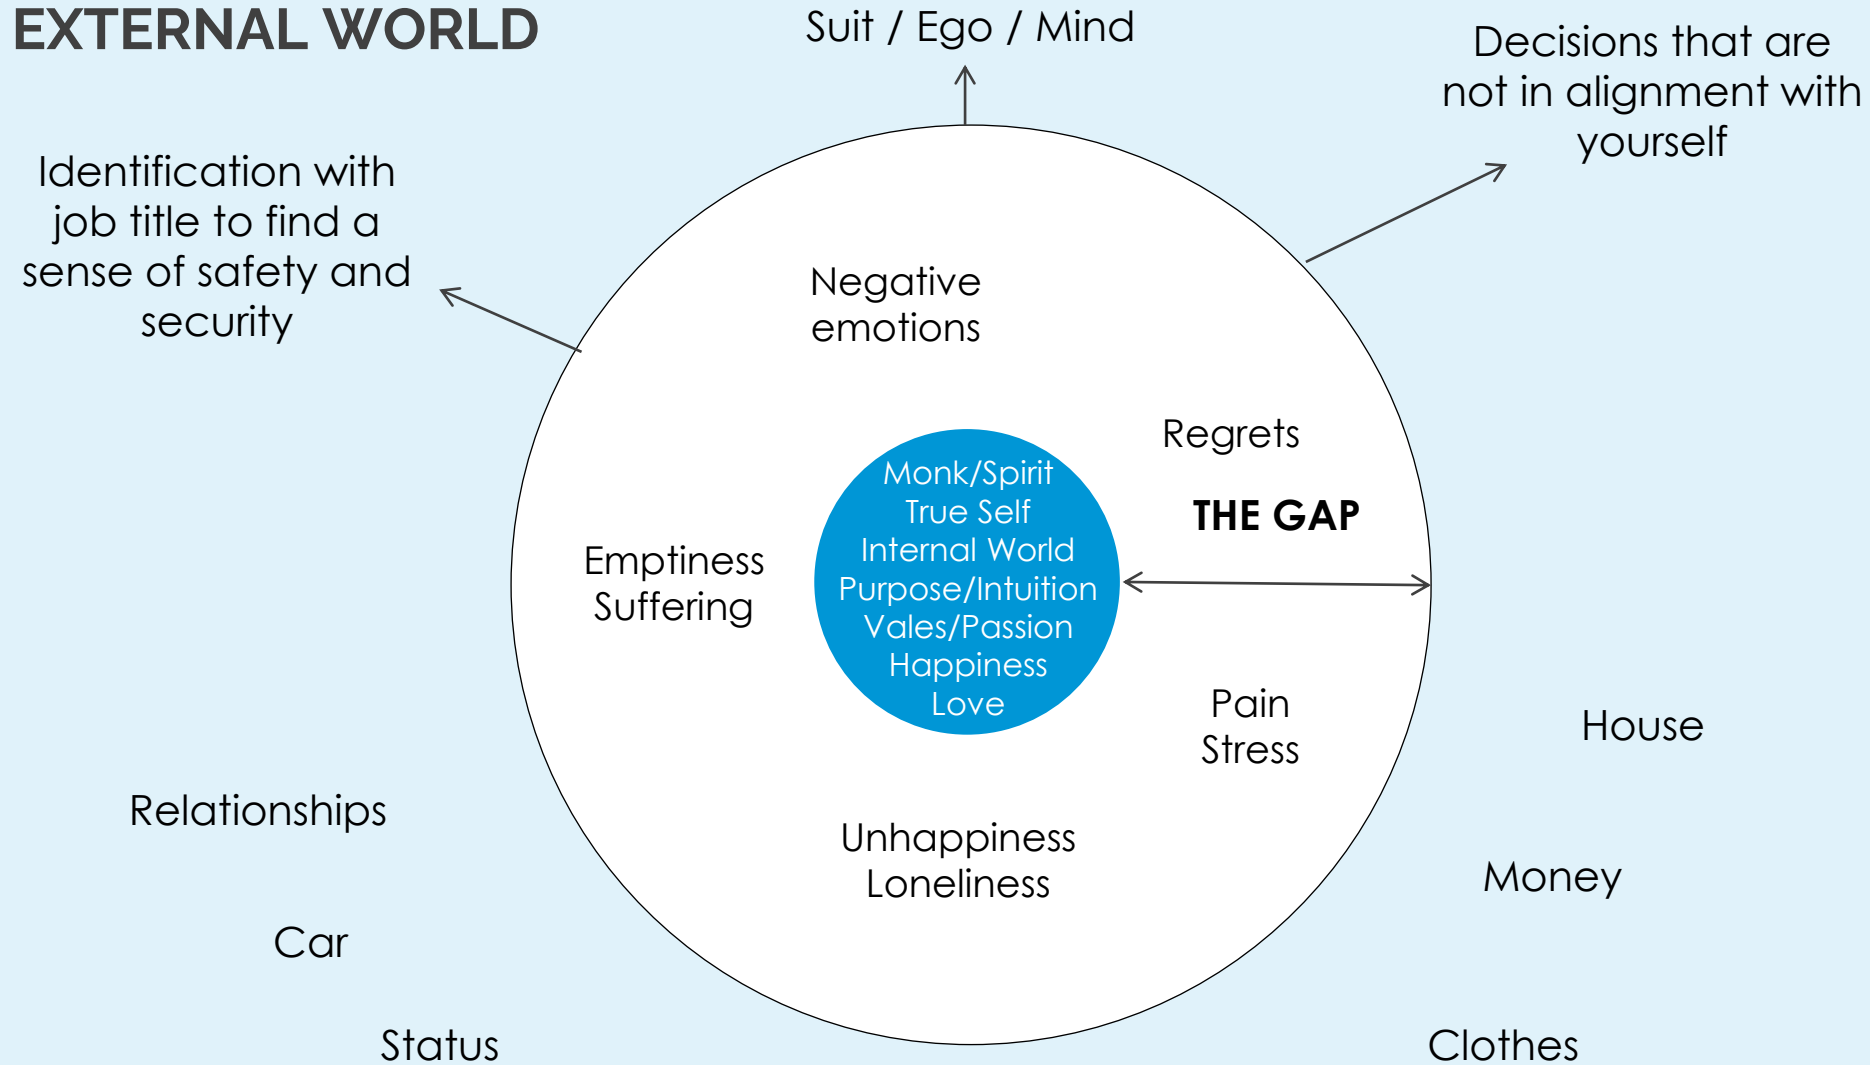 EXTERNAL WORLD
Suit / Ego / Mind
Decisions that are
not in alignment with
yourself
Identification with
job title to find a
sense of safety and
security
Negative
emotions
Regrets
THE GAP
Monk/Spirit
True Self
Internal World
Purpose/Intuition
Vales/Passion
Happiness
Love
Emptiness
Suffering
Pain
Stress
House
Relationships
Unhappiness
Loneliness
Money
Car
Status
Clothes